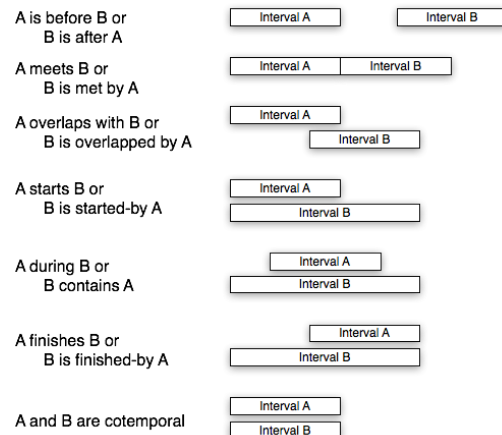 A is before B or
B is after A
Interval A
Interval B
A meets B or
B is met by A
Interval A
Interval B
A overlaps with B or
B is overlapped by A
Interval A
Interval B
A starts B or
B is started-by A
Interval A
Interval B
A during B or
B contains A
Interval A
Interval B
A finishes B or
B is finished-by A
Interval A
Interval B
A and B are cotemporal
Interval A
Interval B